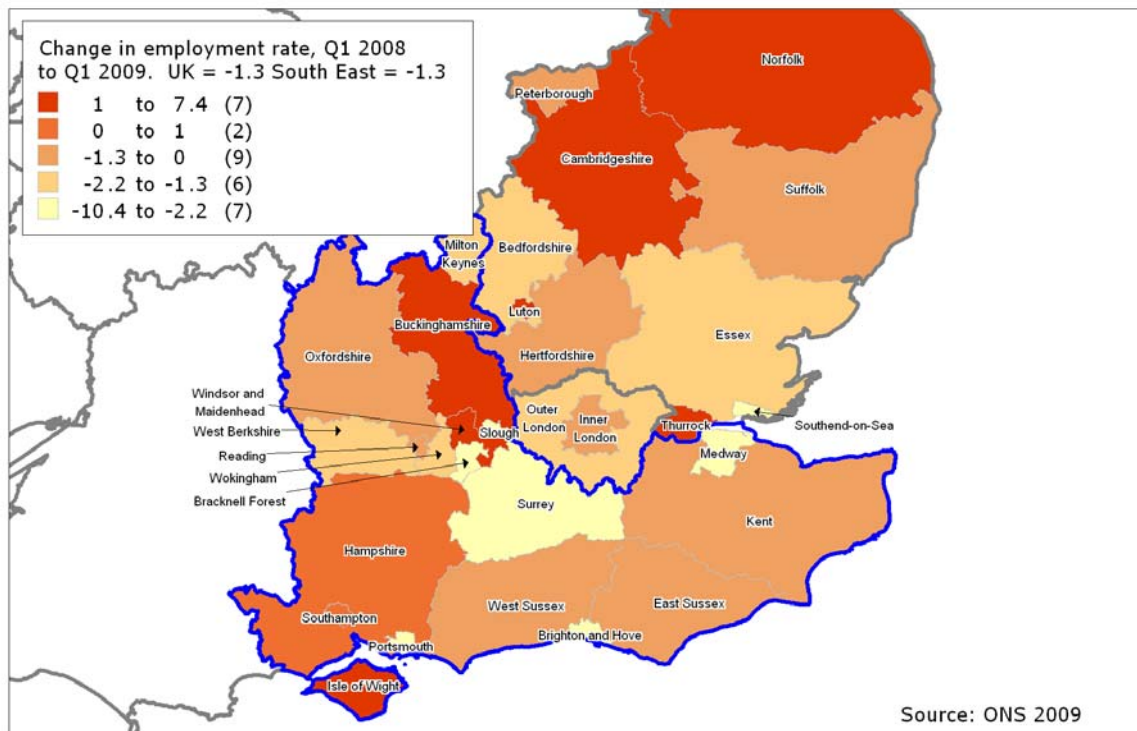 Change in employment rate, Q1 2008
to Q1 2009. UK = -1.3 South East = -1.3
1 to 7.4 (7)
0 to 1 (2)
-1.3 to 0 (9)
-2.2 to -1.3 (6)
-10.4 to -2.2 (7)
Norfolk
Peterborough
Cambridgeshire
Suffolk
Milton
Keynes
Bedfordshire
Luton
Buckinghamshire
Essex
Oxfordshire
Hertfordshire
Windsor and
Maidenhead
West Berkshire
Reading
Wokingham
Bracknell Forest
Slough
Outer
London
Inner
London
Thurrock
Southend-on-Sea
Medway
Surrey
Kent
Hampshire
Southampton
West Sussex
East Sussex
Portsmouth
Brighton and Hove
Isle of Wight
Source: ONS 2009